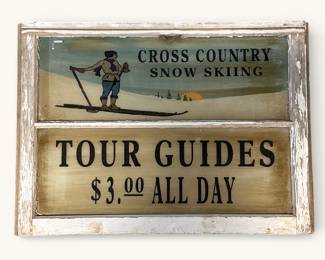 CROSS COUNTRY
SNOW SKIING
TOUR GUIDES
$3.00 ALL DAY